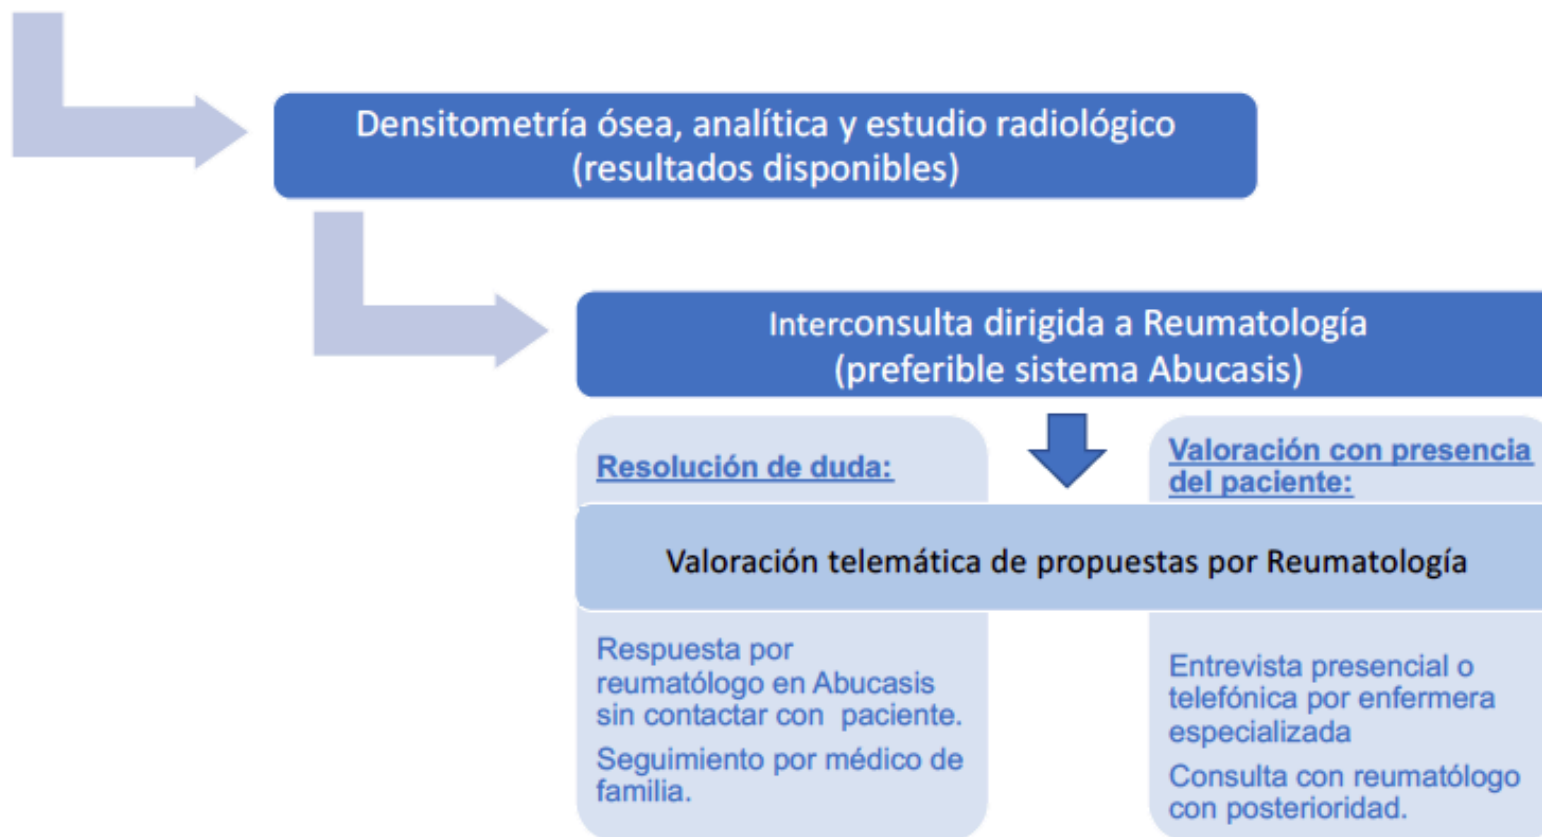 Densitometría ósea, analítica y estudio radiológico
(resultados disponibles)
Interconsulta dirigida a Reumatología
(preferible sistema Abucasis)
Resolución de duda:
Valoración con presencia
del paciente:
Valoración telemática de propuestas por Reumatología
Respuesta por
reumatólogo en Abucasis
sin contactar con paciente.
Seguimiento por médico de
familia.
Entrevista presencial o
telefónica por enfermera
especializada
Consulta con reumatólogo
con posterioridad.